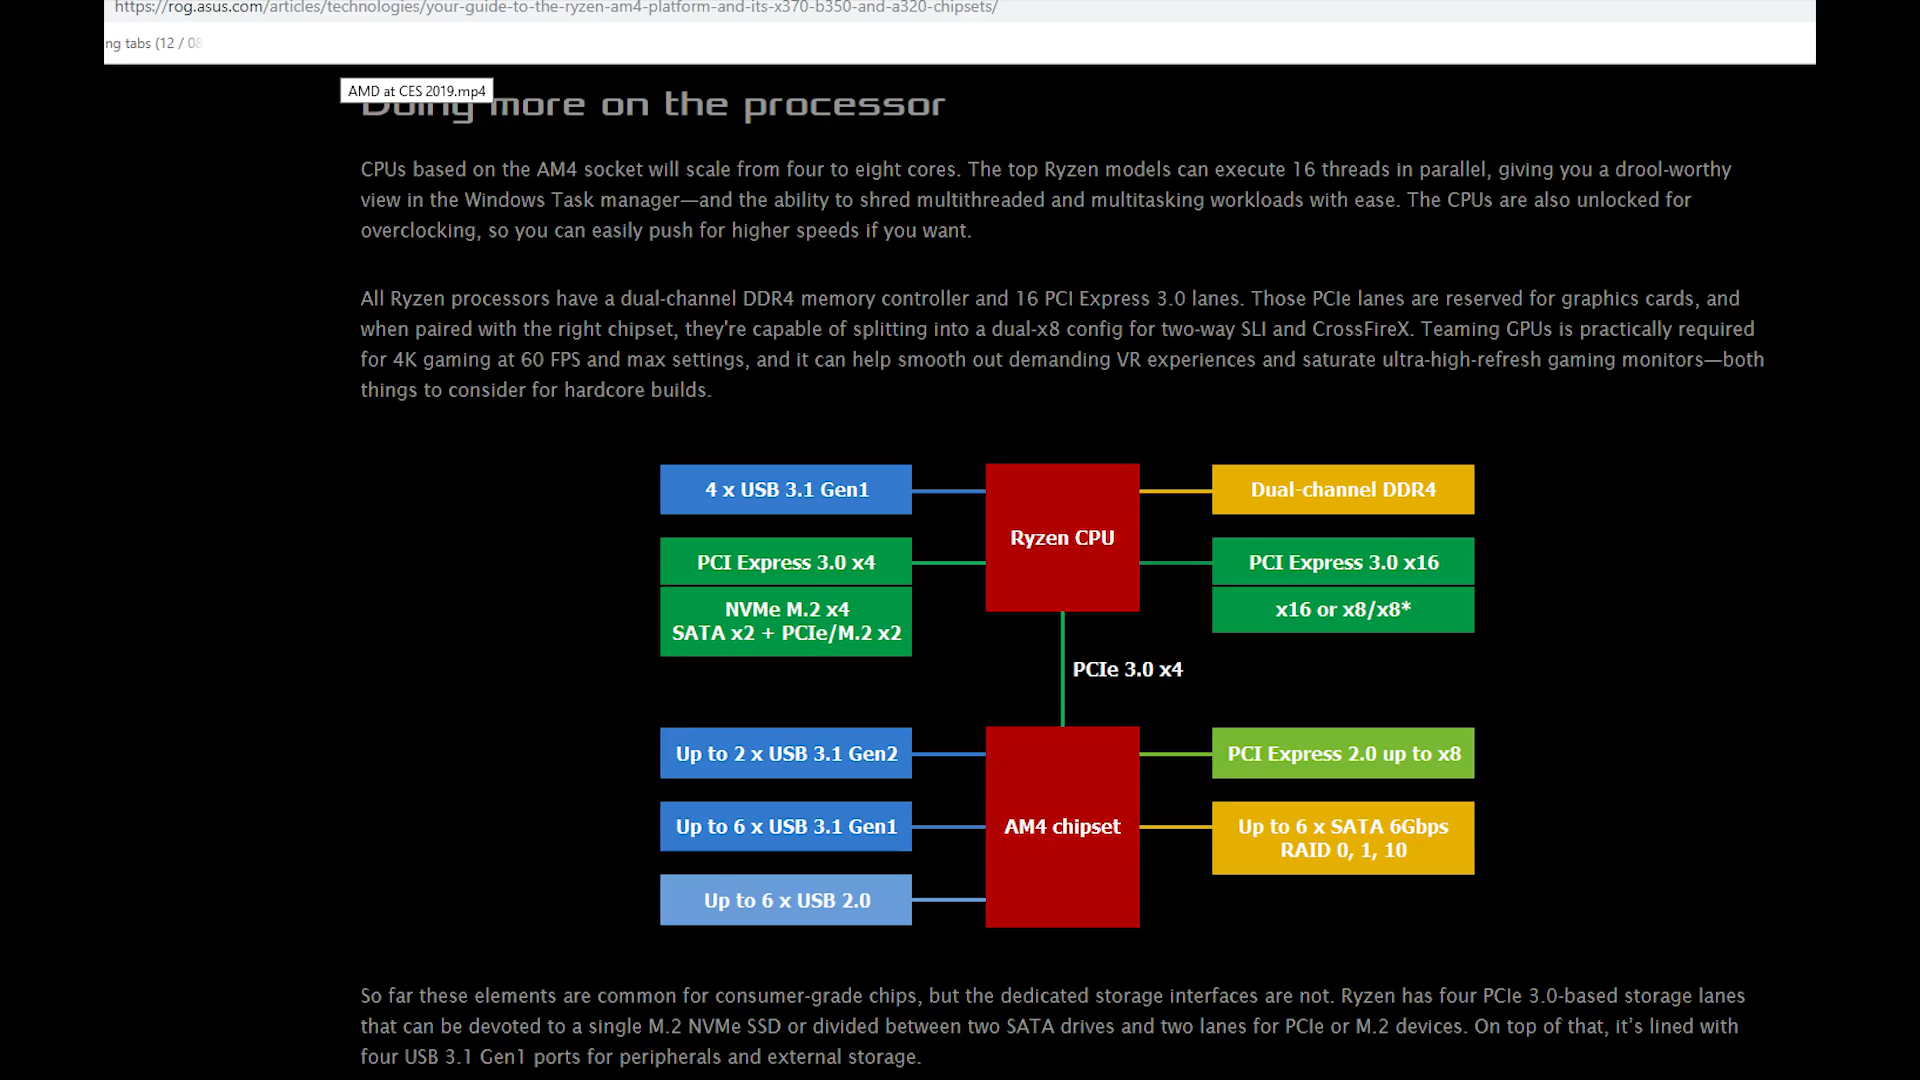 https://rog.asus.com/articles/technologies/your-guide-to-the-ryzen-am4-platform-and-its-x370-b350-and-a320-chipsets/
ng tabs (12 / 08
AMD at CES 2019.mp4
Doing more on the processor
CPUs based on the AM4 socket will scale from four to eight cores. The top Ryzen models can execute 16 threads in parallel, giving you a drool-worthy
view in the Windows Task manager—and the ability to shred multithreaded and multitasking workloads with ease. The CPUs are also unlocked for
overclocking, so you can easily push for higher speeds if you want.
All Ryzen processors have a dual-channel DDR4 memory controller and 16 PCI Express 3.0 lanes. Those PCIe lanes are reserved for graphics cards, and
when paired with the right chipset, they're capable of splitting into a dual-x8 config for two-way SLI and CrossFireX. Teaming GPUs is practically required
for 4K gaming at 60 FPS and max settings, and it can help smooth out demanding VR experiences and saturate ultra-high-refresh gaming monitors—both
things to consider for hardcore builds.
4 x USB 3.1 Gen1
Ryzen CPU
Dual-channel DDR4
PCI Express 3.0 x4
NVMe M.2 x4
SATA x2 + PCIe/M.2 x2
PCI Express 3.0 x16
x16 or x8/x8*
PCIe 3.0 x4
Up to 2 x USB 3.1 Gen2
Up to 6 x USB 3.1 Gen1
Up to 6 x USB 2.0
AM4 chipset
PCI Express 2.0 up to x8
Up to 6 x SATA 6Gbps
RAID 0, 1, 10
So far these elements are common for consumer-grade chips, but the dedicated storage interfaces are not. Ryzen has four PCIe 3.0-based storage lanes
that can be devoted to a single M.2 NVMe SSD or divided between two SATA drives and two lanes for PCIe or M.2 devices. On top of that, it’s lined with
four USB 3.1 Gen1 ports for peripherals and external storage.